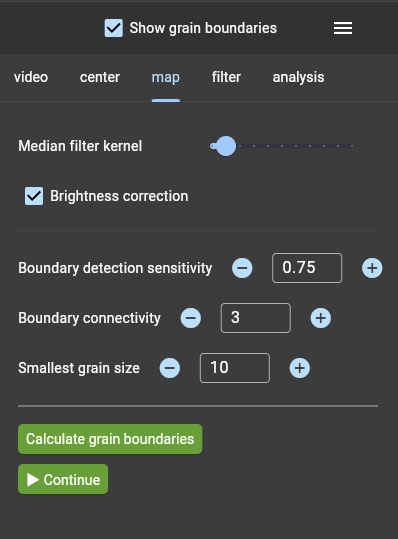 Show grain boundaries
video center map filter analysis
Median filter kernel
Brightness correction
Boundary detection sensitivity 0.75
Boundary connectivity 3
Smallest grain size 10
Calculate grain boundaries
Continue